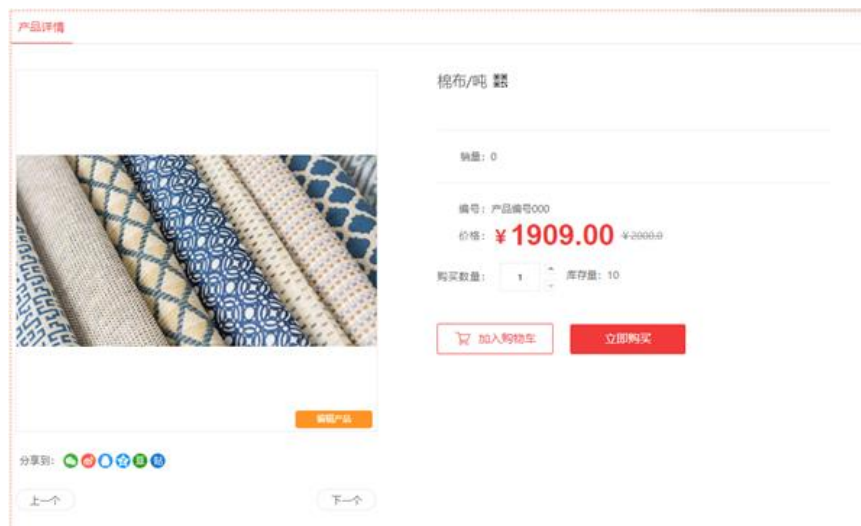 产品详情
棉布/吨
销量：0
编号：产品编号000
价格：¥1909.00 ¥2000.0
购买数量： 1 库存量：10
加入购物车 立即购买
编辑产品
分享到： 豆 贴
上一个 下一个